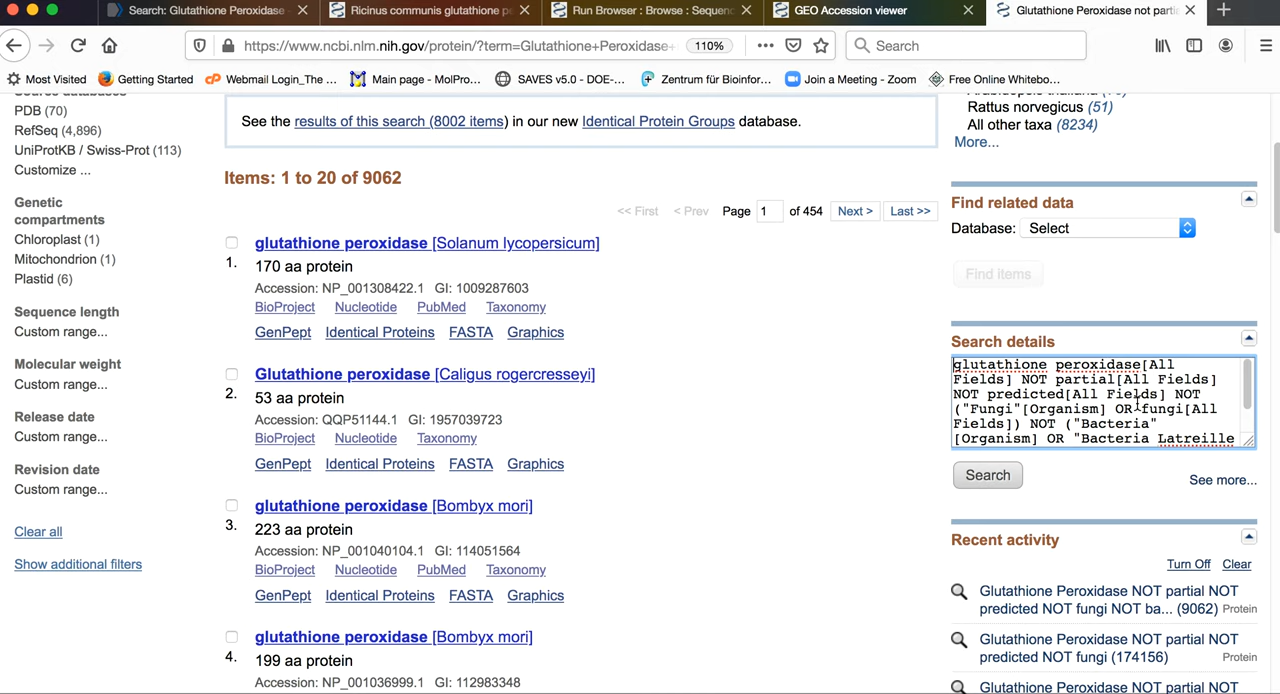 Search: Glutathione Peroxidase -
Ricinus communis glutathione pe
Run Browser : Browse : Sequenc
GEO Accession viewer
Glutathione Peroxidase not parti
https://www.ncbi.nlm.nih.gov/protein/?term=Glutathione+Peroxidase+
110%
Search
Most Visited
Getting Started
Webmail Login_The ...
Main page - MolPro...
SAVES v5.0 - DOE-...
Zentrum für Bioinfor...
Join a Meeting - Zoom
Free Online Whitebo...
Source databases
PDB (70)
RefSeq (4,896)
UniProtKB / Swiss-Prot (113)
Customize ...
Genetic
compartments
Chloroplast (1)
Mitochondrion (1)
Plastid (6)
Sequence length
Custom range...
Molecular weight
Custom range...
Release date
Custom range...
Revision date
Custom range...
Clear all
Show additional filters
See the results of this search (8002 items) in our new Identical Protein Groups database.
Items: 1 to 20 of 9062
<< First < Prev Page 1 of 454 Next > Last >>
glutathione peroxidase [Solanum lycopersicum]
1. 170 aa protein
Accession: NP_001308422.1 GI: 1009287603
BioProject Nucleotide PubMed Taxonomy
GenPept Identical Proteins FASTA Graphics
Glutathione peroxidase [Caligus rogercresseyi]
2. 53 aa protein
Accession: QQP51144.1 GI: 1957039723
BioProject Nucleotide Taxonomy
GenPept Identical Proteins FASTA Graphics
glutathione peroxidase [Bombyx mori]
3. 223 aa protein
Accession: NP_001040104.1 GI: 114051564
BioProject Nucleotide PubMed Taxonomy
GenPept Identical Proteins FASTA Graphics
glutathione peroxidase [Bombyx mori]
4. 199 aa protein
Accession: NP_001036999.1 GI: 112983348
Rattus norvegicus (51)
All other taxa (8234)
More...
Find related data
Database: Select
Find items
Search details
glutathione peroxidase[All
Fields] NOT partial[All Fields]
NOT predicted[All Fields] NOT
("Fungi"[Organism] OR fungi[All
Fields]) NOT ("Bacteria"
[Organism] OR "Bacteria Latreille
Search
See more...
Recent activity
Turn Off Clear
Glutathione Peroxidase NOT partial NOT
predicted NOT fungi NOT ba... (9062) Protein
Glutathione Peroxidase NOT partial NOT
predicted NOT fungi (174156) Protein
Glutathione Peroxidase NOT partial NOT